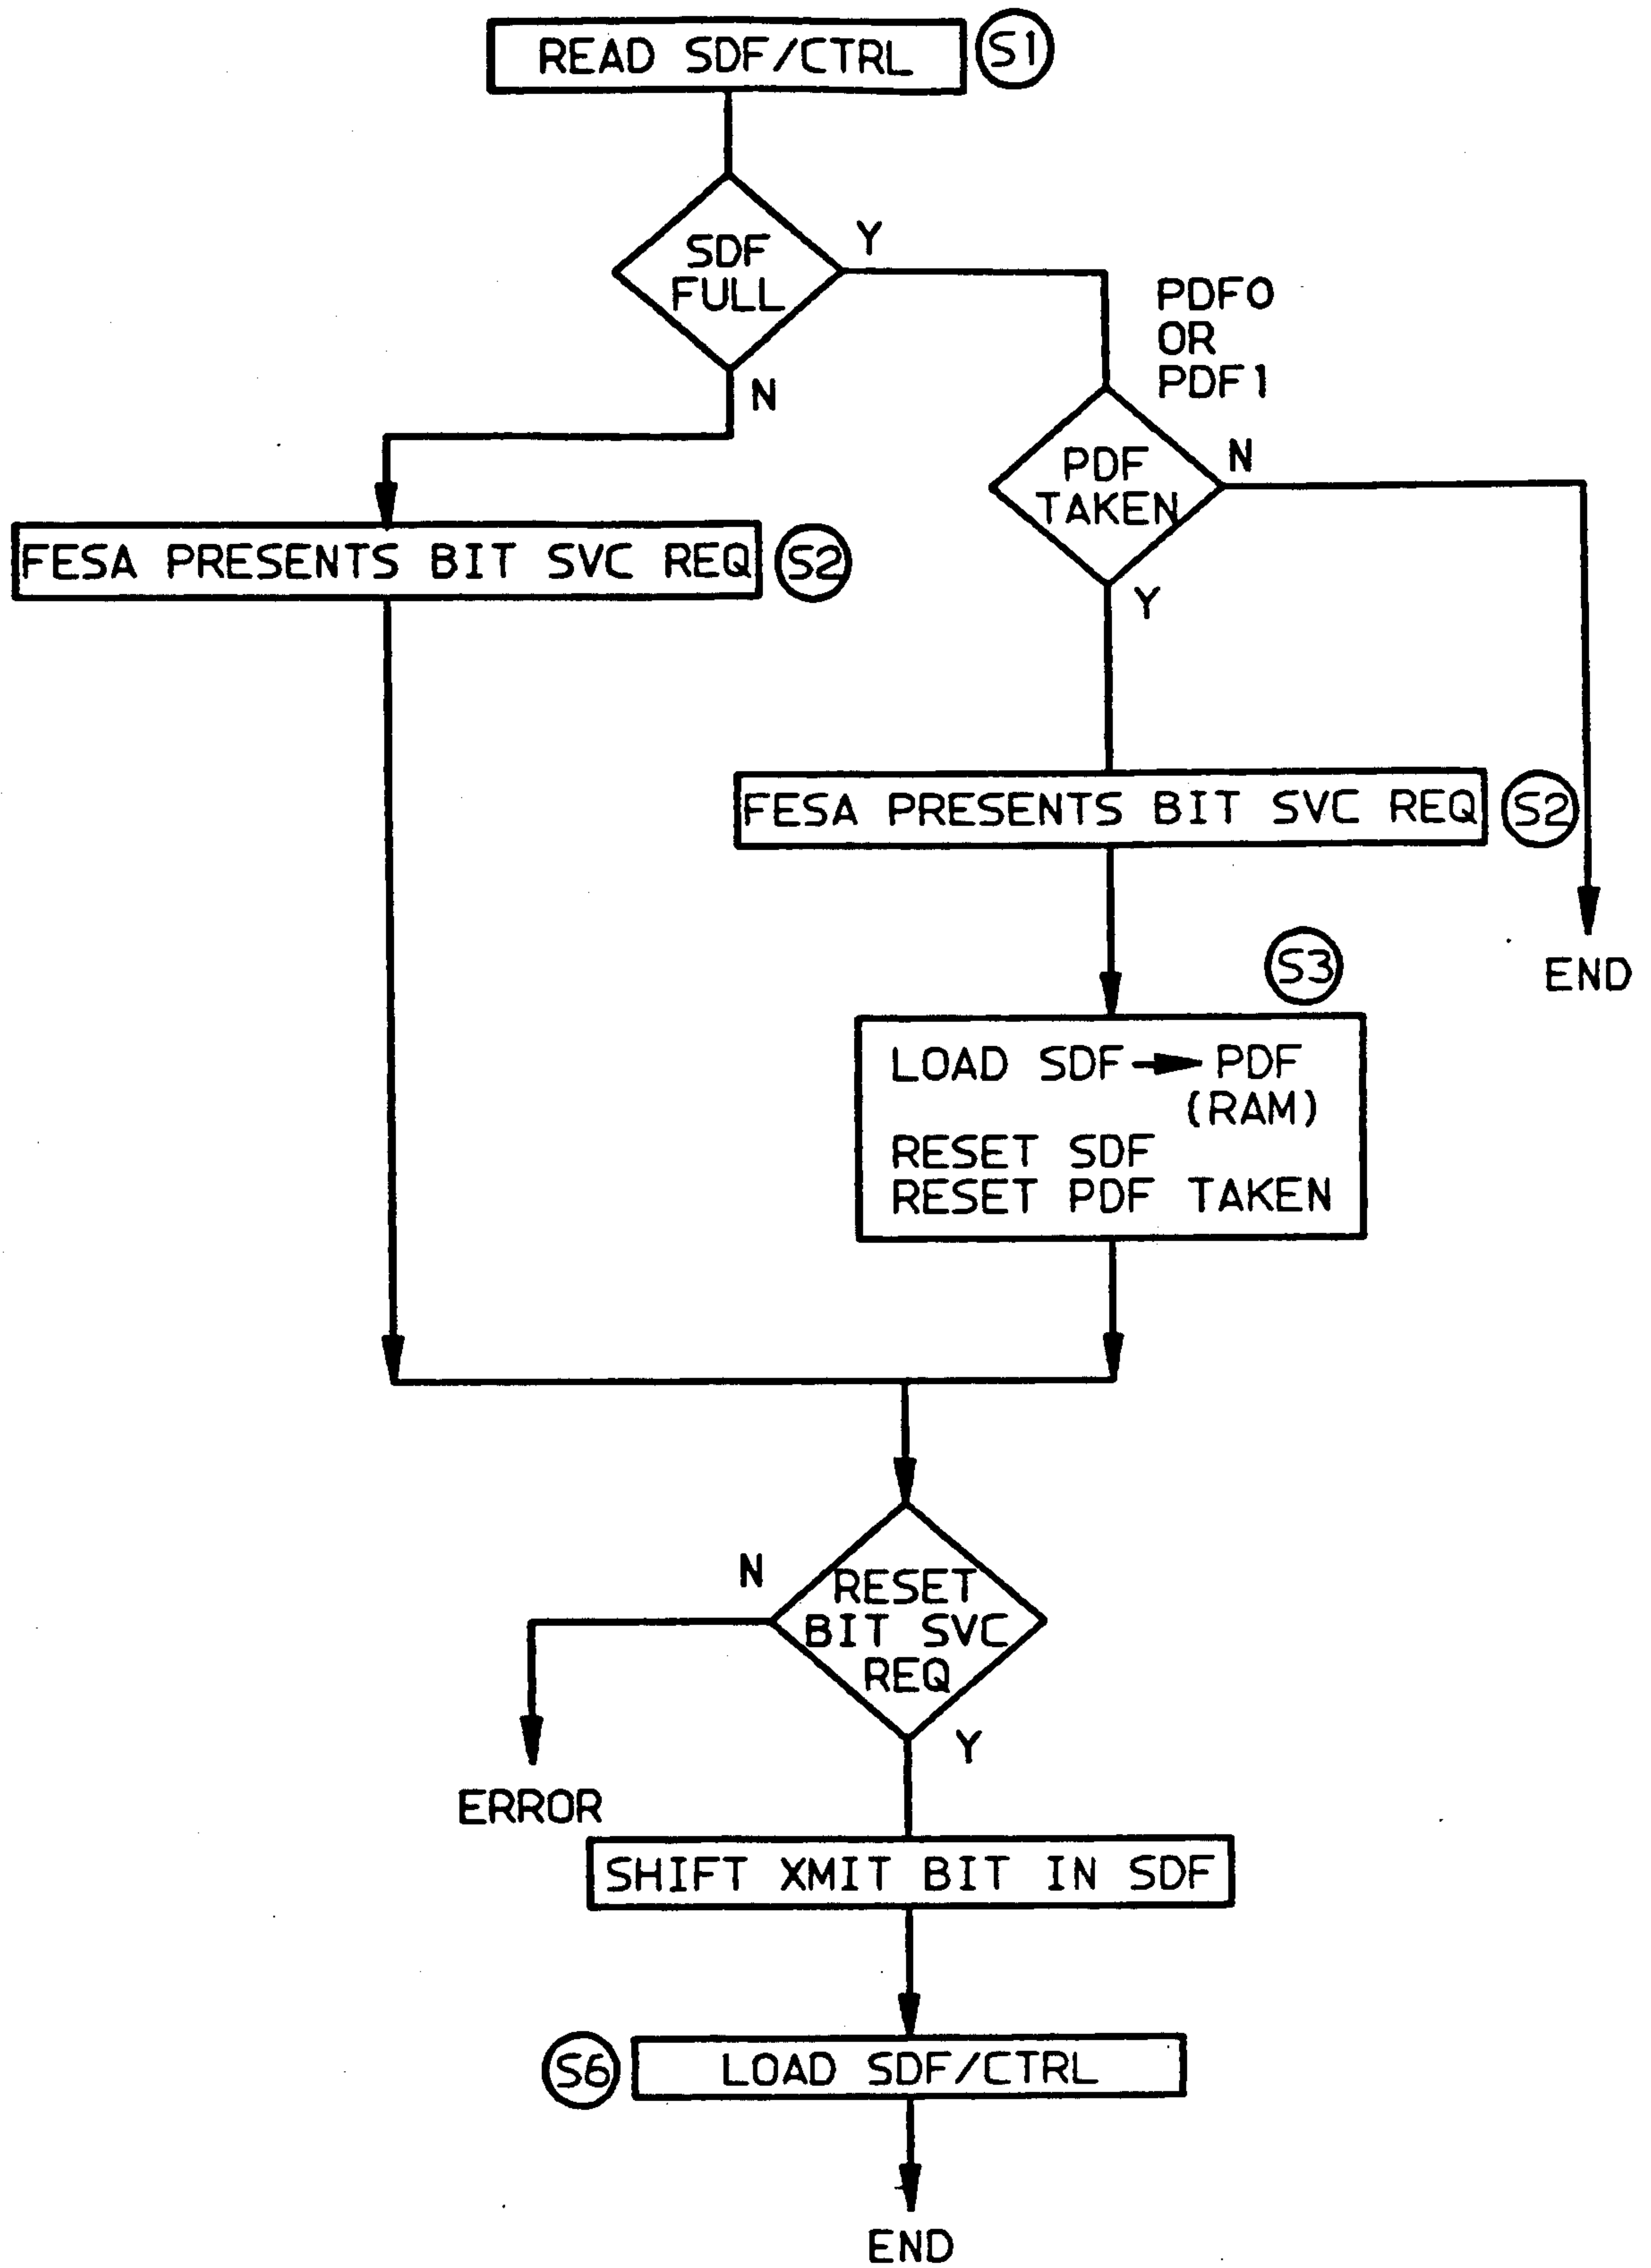 READ SDF/CTRL S1
SDF
FULL
Y
N
PDF0
OR
PDF1
PDF
TAKEN
N
Y
FESA PRESENTS BIT SVC REQ S2
FESA PRESENTS BIT SVC REQ S2
END
S3
LOAD SDF → PDF
(RAM)
RESET SDF
RESET PDF TAKEN
RESET
BIT SVC
REQ
N
Y
ERROR
SHIFT XMIT BIT IN SDF
S6 LOAD SDF/CTRL
END